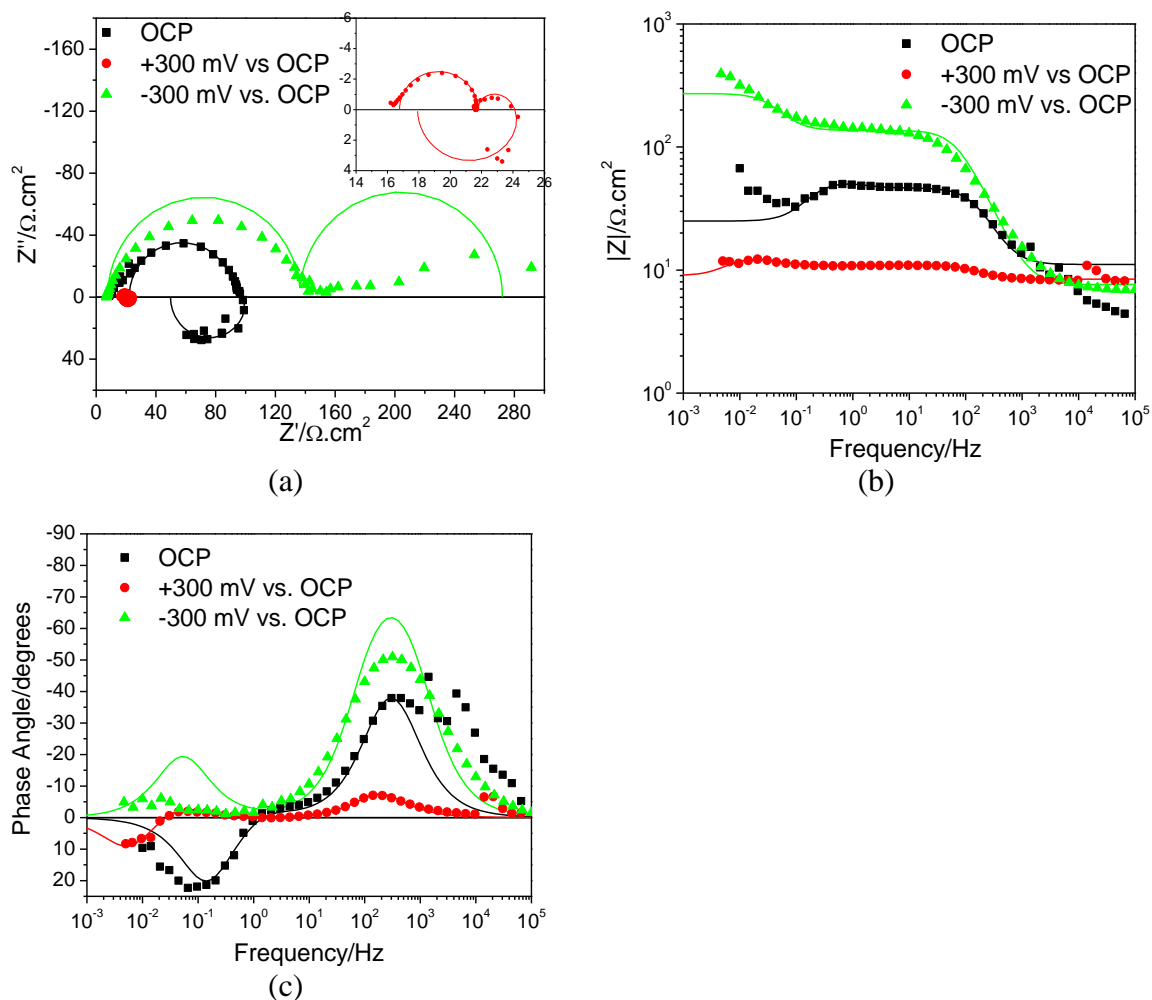 OCP
+300 mV vs OCP
-300 mV vs. OCP
-160
-120
-80
-40
0
40
Z''/Ω.cm²
0 40 80 120 160 200 240 280
Z'/Ω.cm²
-6
-4
-2
0
2
4
14 16 18 20 22 24 26
(a)
OCP
+300 mV vs OCP
-300 mV vs. OCP
10³
10²
10¹
10⁰
|Z|/Ω.cm²
10⁻³ 10⁻² 10⁻¹ 10⁰ 10¹ 10² 10³ 10⁴ 10⁵
Frequency/Hz
(b)
OCP
+300 mV vs. OCP
-300 mV vs. OCP
-90
-80
-70
-60
-50
-40
-30
-20
-10
0
10
20
Phase Angle/degrees
10⁻³ 10⁻² 10⁻¹ 10⁰ 10¹ 10² 10³ 10⁴ 10⁵
Frequency/Hz
(c)